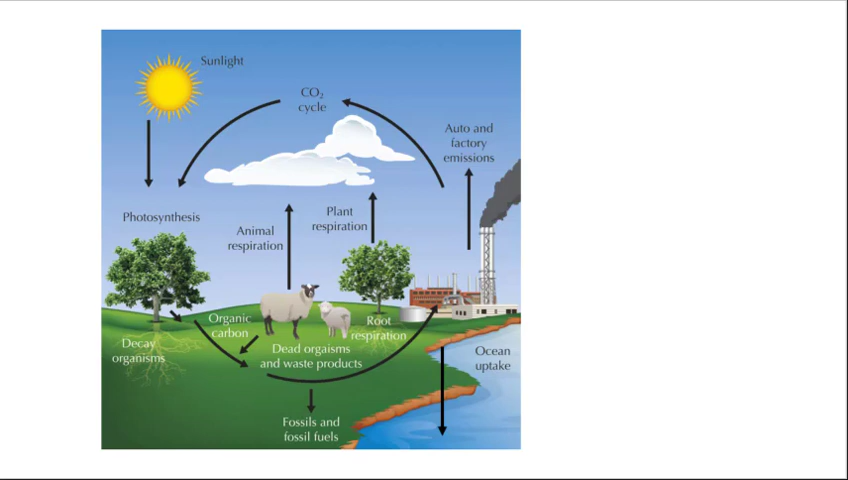 Sunlight
CO₂
cycle
Auto and
factory
emissions
Photosynthesis
Plant
respiration
Animal
respiration
Organic
carbon
Root
respiration
Decay
organisms
Dead orgaisms
and waste products
Ocean
uptake
Fossils and
fossil fuels